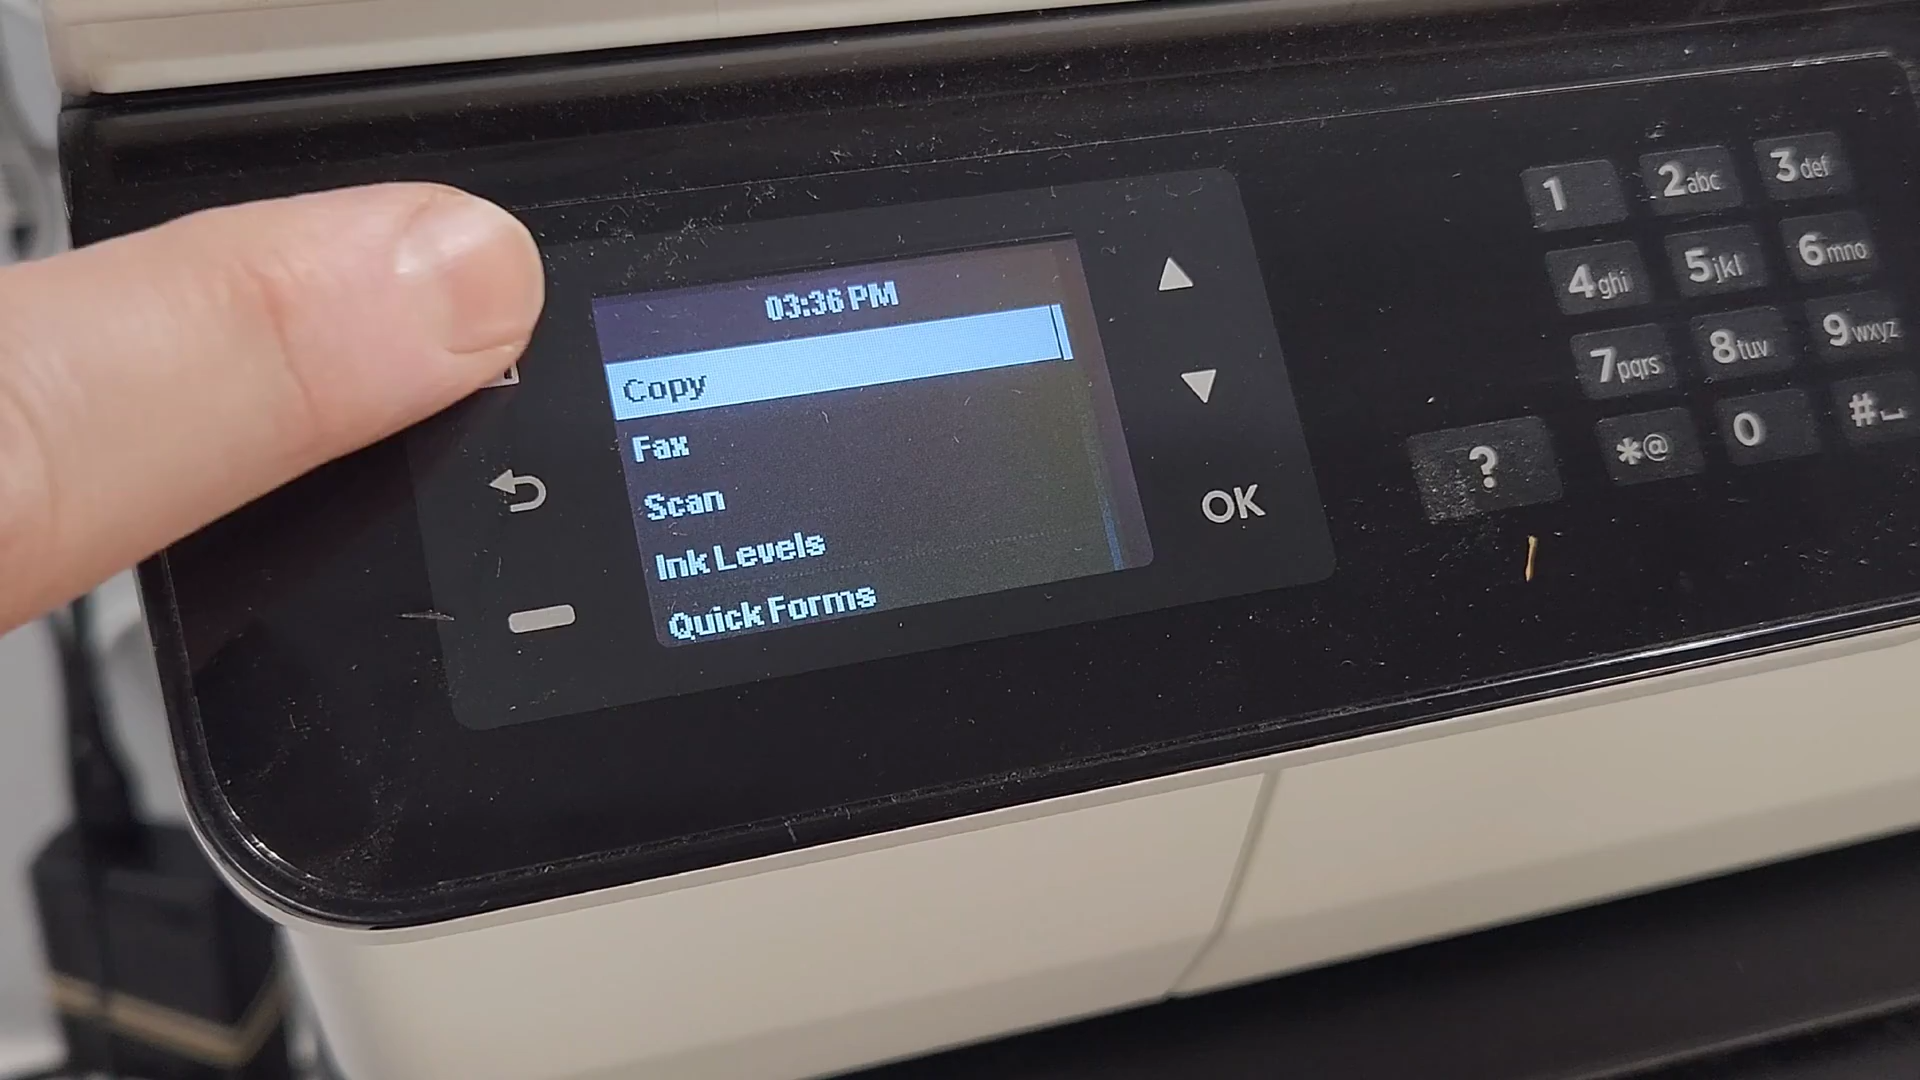 03:36 PM
Copy
Fax
Scan
Ink Levels
Quick Forms
OK
1 2abc 3def
4ghi 5jkl 6mno
7pqrs 8tuv 9wxyz
? *@ 0 #⎵